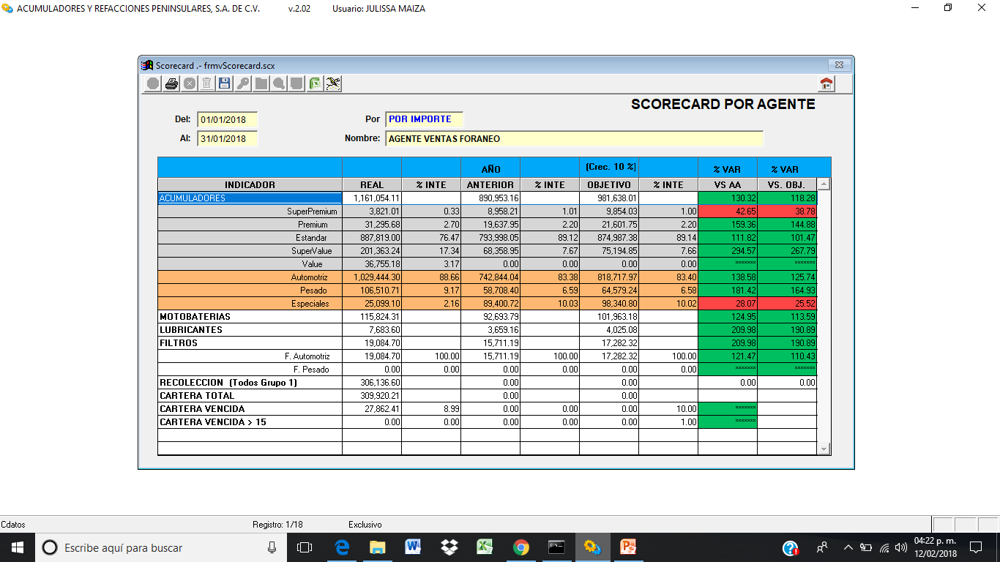 ACUMULADORES Y REFACCIONES PENINSULARES, S.A. DE C.V. v.2.02 Usuario: JULISSA MAIZA
Scorecard .- frmvScorecard.scx
SCORECARD POR AGENTE
Del: 01/01/2018 Por POR IMPORTE
Al: 31/01/2018 Nombre: AGENTE VENTAS FORANEO
AÑO (Crec. 10 %) % VAR % VAR
INDICADOR REAL % INTE ANTERIOR % INTE OBJETIVO % INTE VS AA VS. OBJ.
ACUMULADORES 1,161,054.11 890,953.16 981,638.01 130.32 118.28
SuperPremium 3,821.01 0.33 8,958.21 1.01 9,854.03 1.00 42.65 38.78
Premium 31,295.68 2.70 19,637.95 2.20 21,601.75 2.20 159.36 144.88
Estandar 887,819.00 76.47 793,998.05 89.12 874,987.38 89.14 111.82 101.47
SuperValue 201,363.24 17.34 68,358.95 7.67 75,194.85 7.66 294.57 267.79
Value 36,755.18 3.17 0.00 0.00 0.00 0.00 ******* *******
Automotriz 1,029,444.30 88.66 742,844.04 83.38 818,717.97 83.40 138.58 125.74
Pesado 106,510.71 9.17 58,708.40 6.59 64,579.24 6.58 181.42 164.93
Especiales 25,099.10 2.16 89,400.72 10.03 98,340.80 10.02 28.07 25.52
MOTOBATERIAS 115,824.31 92,693.79 101,963.18 124.95 113.59
LUBRICANTES 7,683.60 3,659.16 4,025.08 209.98 190.89
FILTROS 19,084.70 15,711.19 17,282.32 209.98 190.89
F. Automotriz 19,084.70 100.00 15,711.19 100.00 17,282.32 100.00 121.47 110.43
F. Pesado 0.00 0.00 0.00 0.00 0.00 0.00 ******* *******
RECOLECCION (Todos Grupo 1) 306,136.60 0.00 0.00 0.00 0.00
CARTERA TOTAL 309,920.21 0.00 0.00
CARTERA VENCIDA 27,862.41 8.99 0.00 0.00 0.00 10.00 *******
CARTERA VENCIDA > 15 0.00 0.00 0.00 0.00 0.00 1.00 *******
Cdatos Registro: 1/18 Exclusivo
Escribe aquí para buscar
04:22 p. m.
12/02/2018